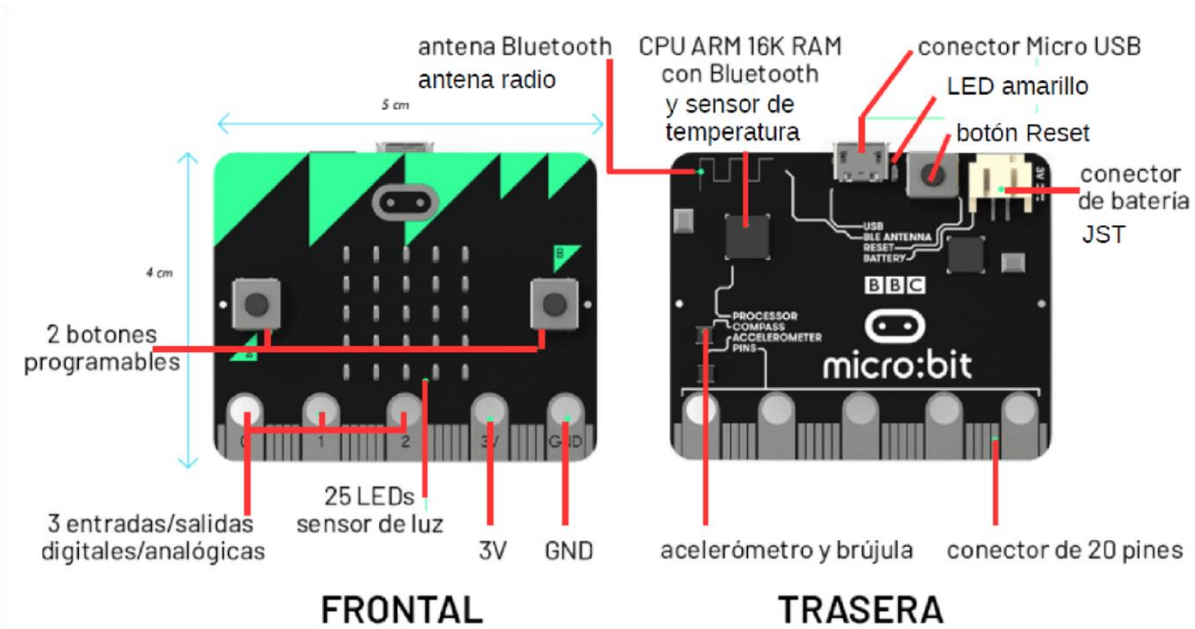 antena Bluetooth
antena radio
CPU ARM 16K RAM
con Bluetooth
y sensor de
temperatura
conector Micro USB
LED amarillo
botón Reset
conector
de batería
JST
5 cm
4 cm
2 botones
programables
B
A
0
1
2
3V
GND
3 entradas/salidas
digitales/analógicas
25 LEDs
sensor de luz
3V
GND
3V
USB
BLE ANTENNA
RESET
BATTERY
BBC
PROCESSOR
COMPASS
ACCELEROMETER
PINS
micro:bit
acelerómetro y brújula
conector de 20 pines
FRONTAL
TRASERA